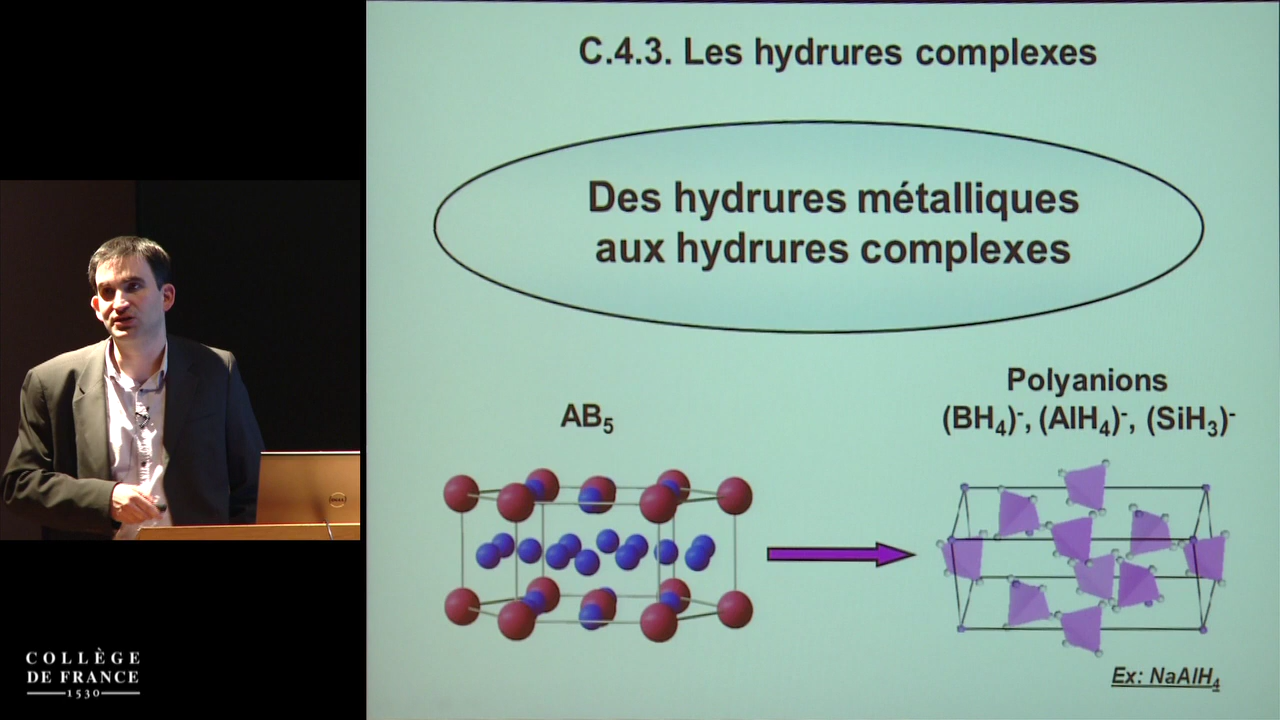 C.4.3. Les hydrures complexes
Des hydrures métalliques
aux hydrures complexes
AB₅
Polyanions
(BH₄)⁻, (AlH₄)⁻, (SiH₃)⁻
Ex: NaAlH₄
DELL
COLLÈGE
DE FRANCE
1530